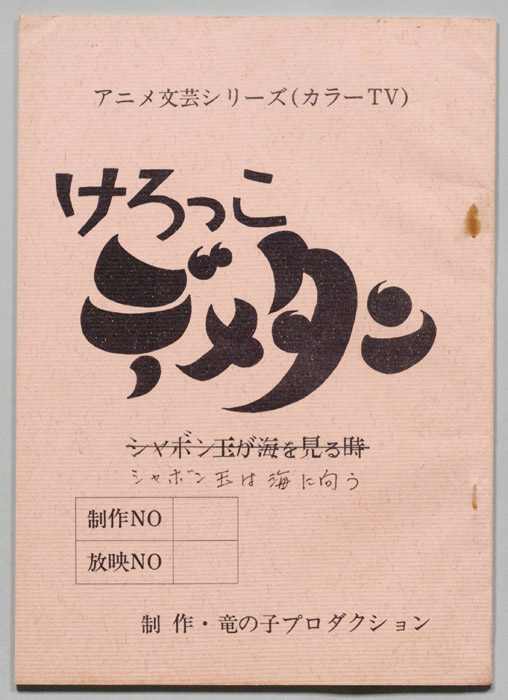 アニメ文芸シリーズ(カラーTV)
けろっこ
デメタン
シャボン玉が海を見る時
シャボン玉は海に向う
制作NO
放映NO
制作・竜の子プロダクション